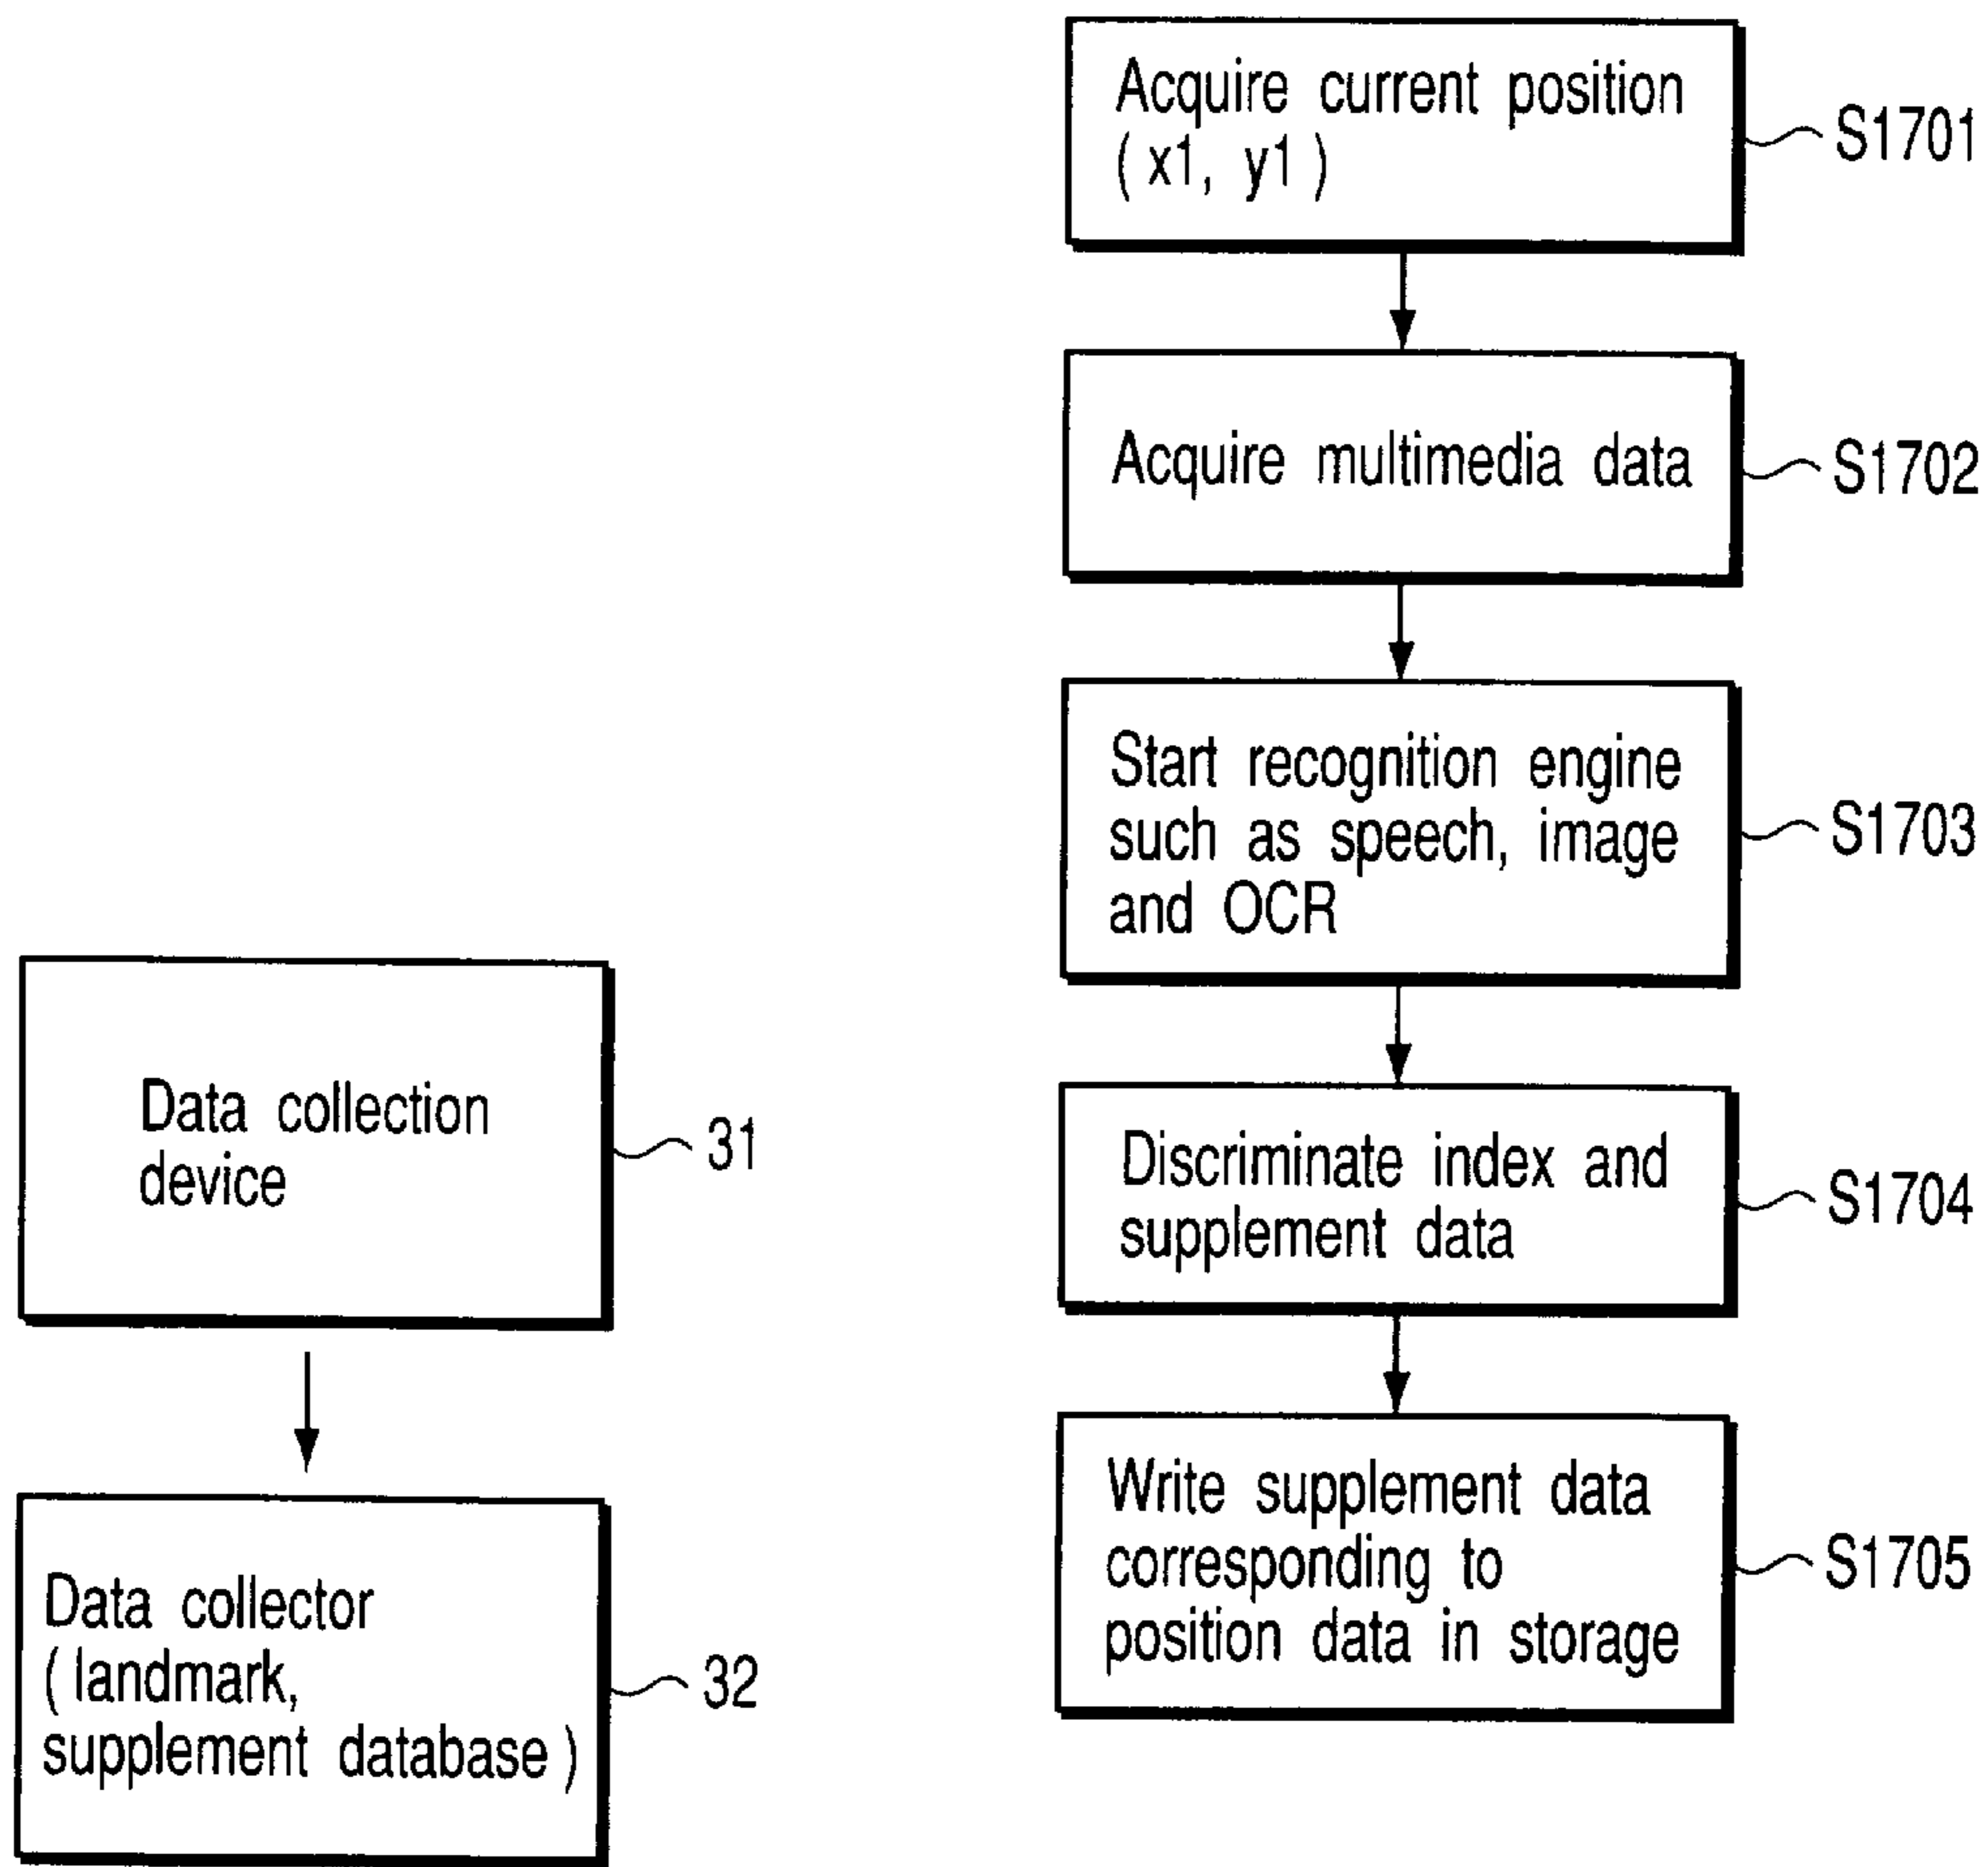 Acquire current position
( x1, y1 )
S1701
Acquire multimedia data
S1702
Start recognition engine
such as speech, image
and OCR
S1703
Discriminate index and
supplement data
S1704
Write supplement data
corresponding to
position data in storage
S1705
Data collection
device
31
Data collector
( landmark,
supplement database )
32